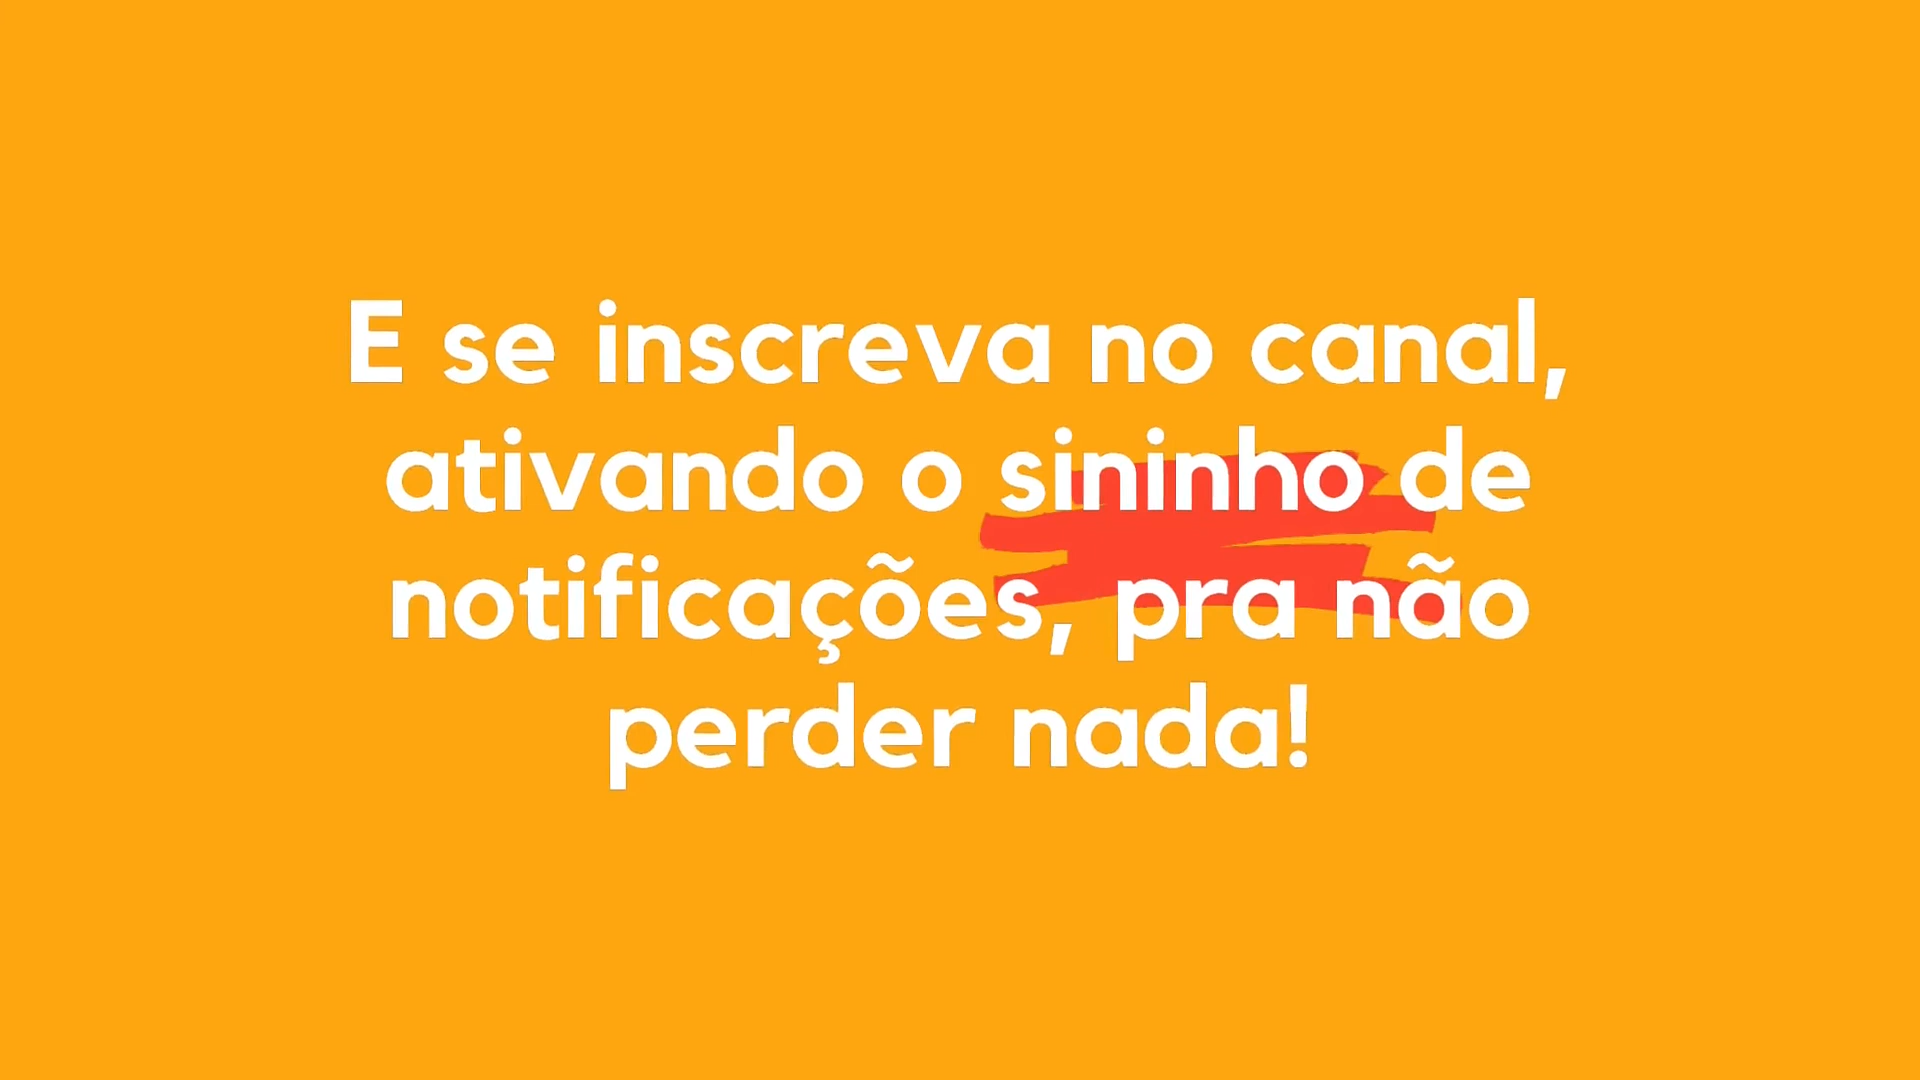 E se inscreva no canal,
ativando o sininho de
notificações, pra não
perder nada!